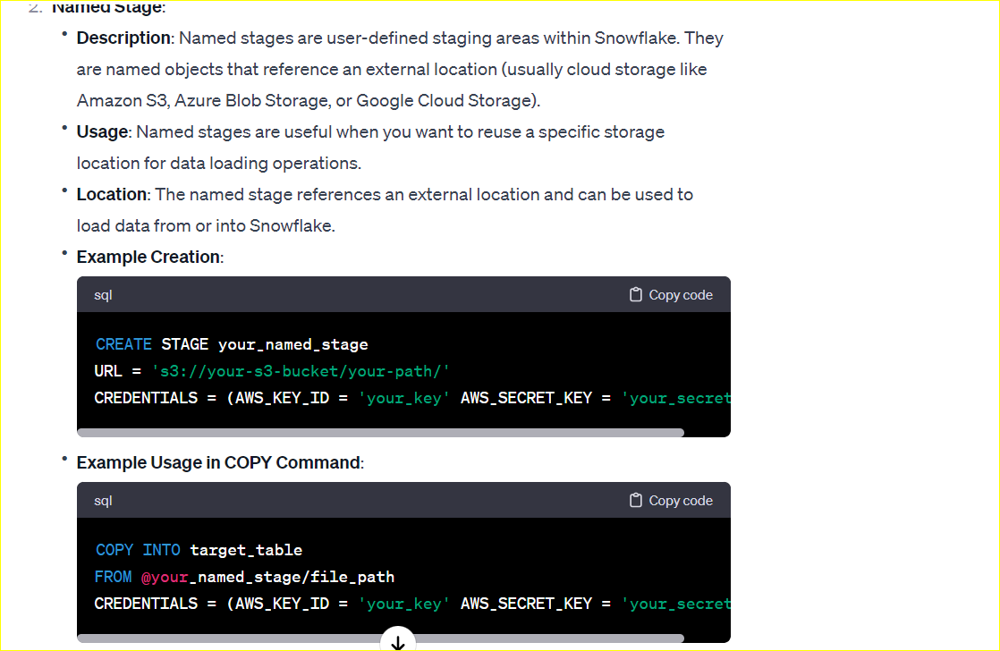 2. Named Stage:
• Description: Named stages are user-defined staging areas within Snowflake. They
are named objects that reference an external location (usually cloud storage like
Amazon S3, Azure Blob Storage, or Google Cloud Storage).
• Usage: Named stages are useful when you want to reuse a specific storage
location for data loading operations.
• Location: The named stage references an external location and can be used to
load data from or into Snowflake.
• Example Creation:
sql Copy code
CREATE STAGE your_named_stage
URL = 's3://your-s3-bucket/your-path/'
CREDENTIALS = (AWS_KEY_ID = 'your_key' AWS_SECRET_KEY = 'your_secret
• Example Usage in COPY Command:
sql Copy code
COPY INTO target_table
FROM @your_named_stage/file_path
CREDENTIALS = (AWS_KEY_ID = 'your_key' AWS_SECRET_KEY = 'your_secret